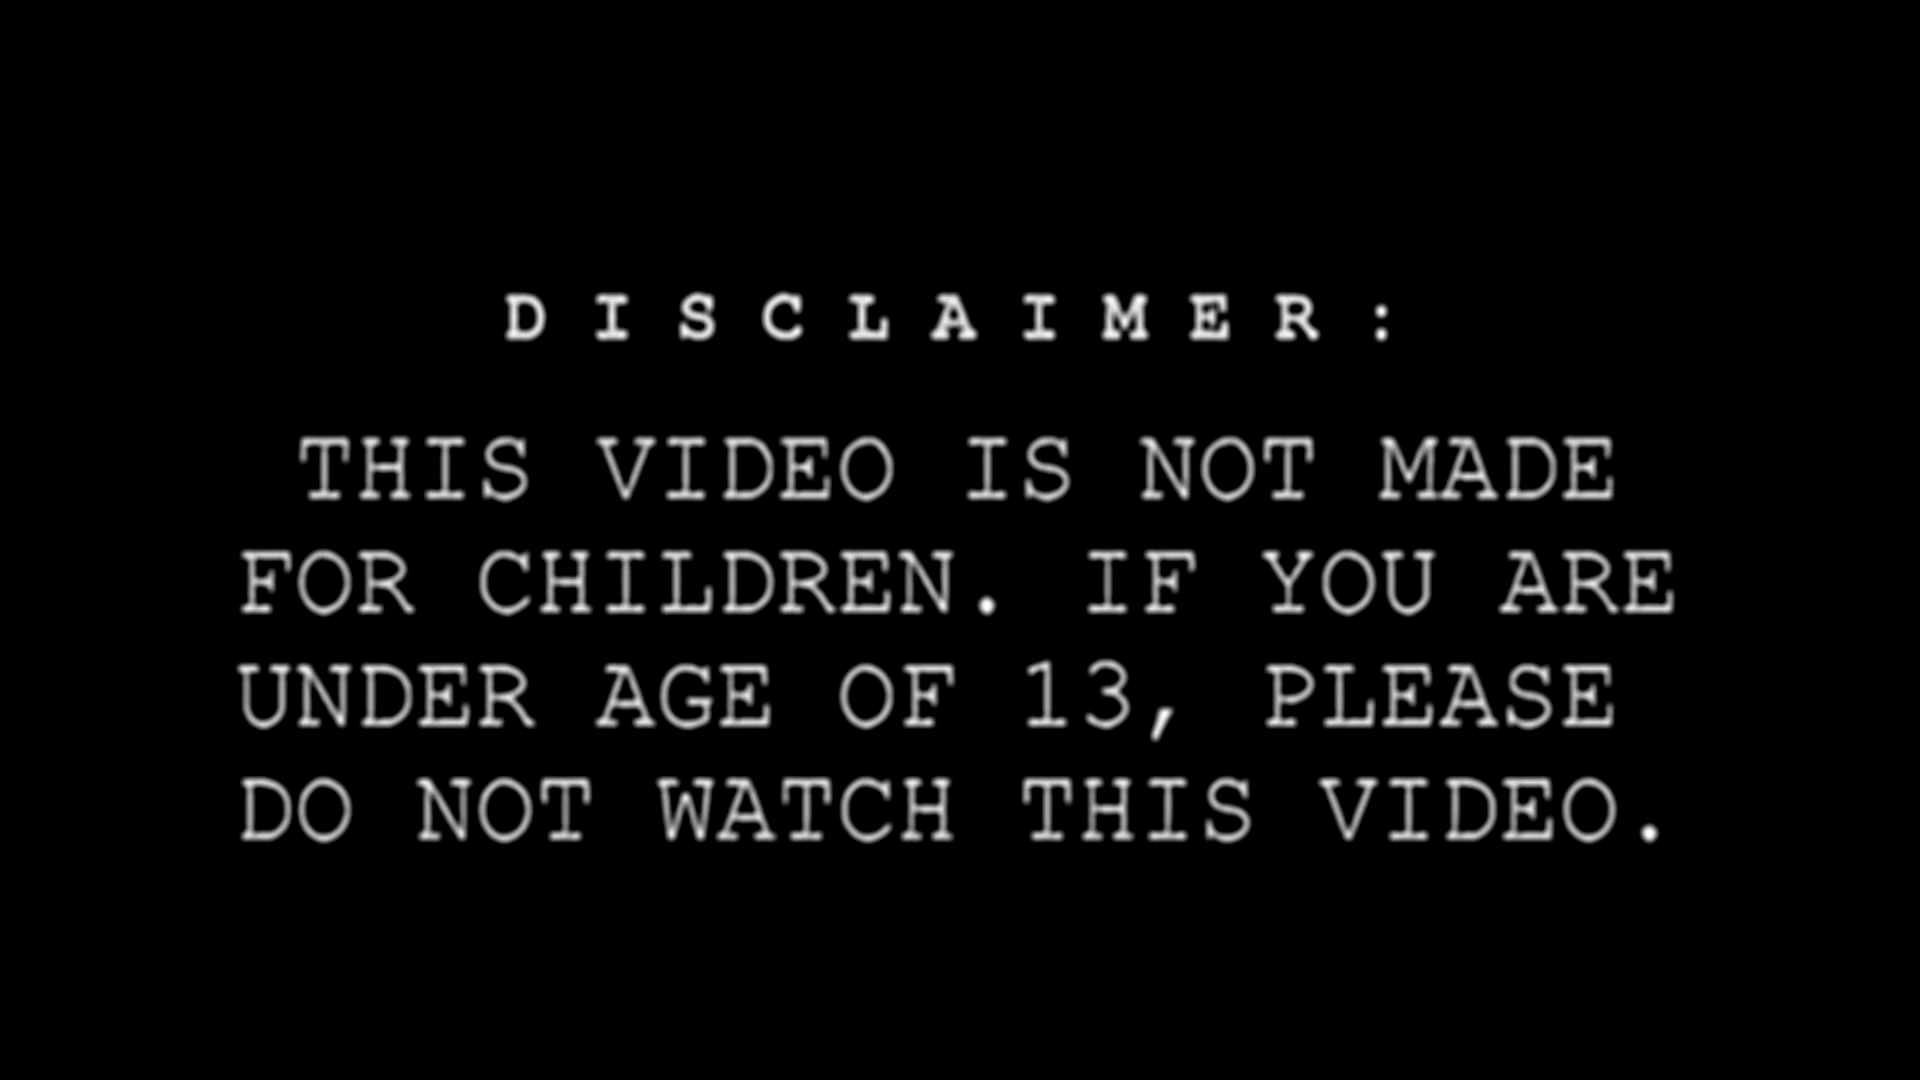 DISCLAIMER:
THIS VIDEO IS NOT MADE
FOR CHILDREN. IF YOU ARE
UNDER AGE OF 13, PLEASE
DO NOT WATCH THIS VIDEO.